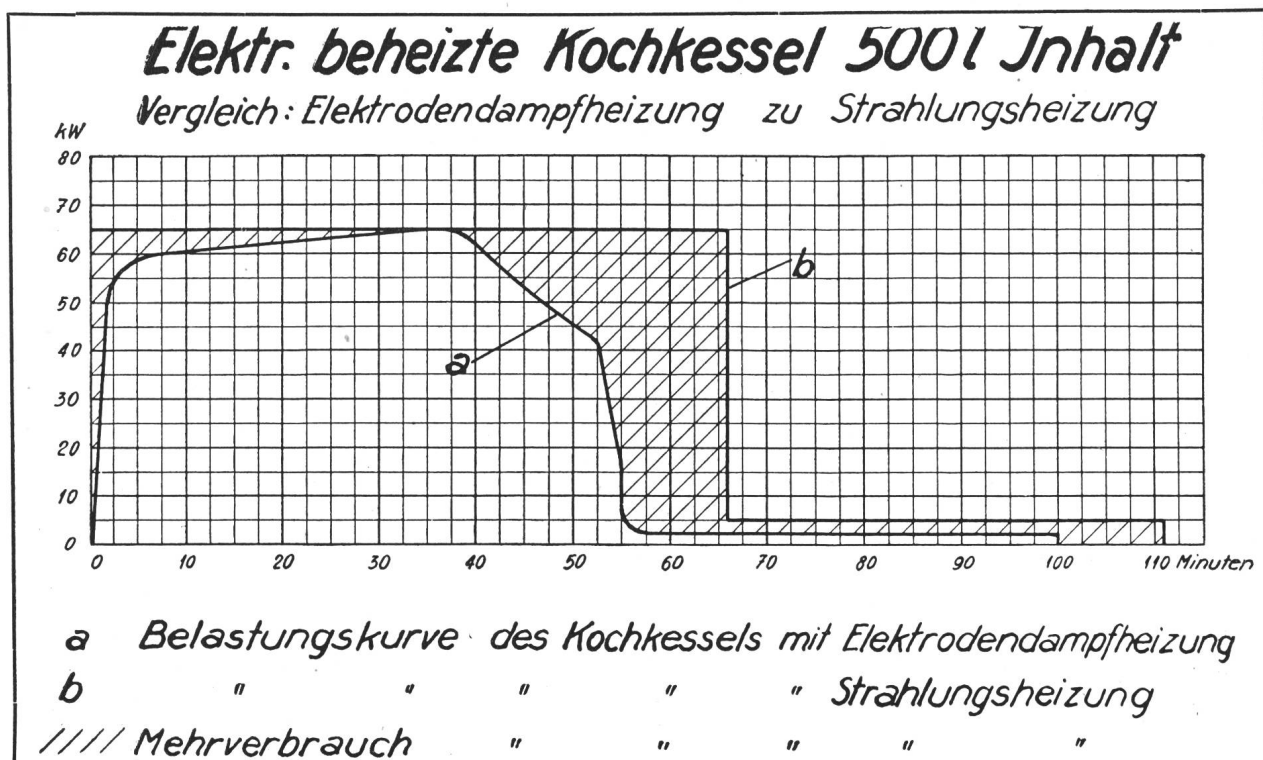 Elektr. beheizte Kochkessel 500 l Jnhalt
Vergleich: Elektrodendampfheizung zu Strahlungsheizung
kW
80
70
60
50
40
30
20
10
0
b
a
0 10 20 30 40 50 60 70 80 90 100 110 Minuten
a Belastungskurve des Kochkessels mit Elektrodendampfheizung
b " " " " " Strahlungsheizung
//// Mehrverbrauch " " " " "